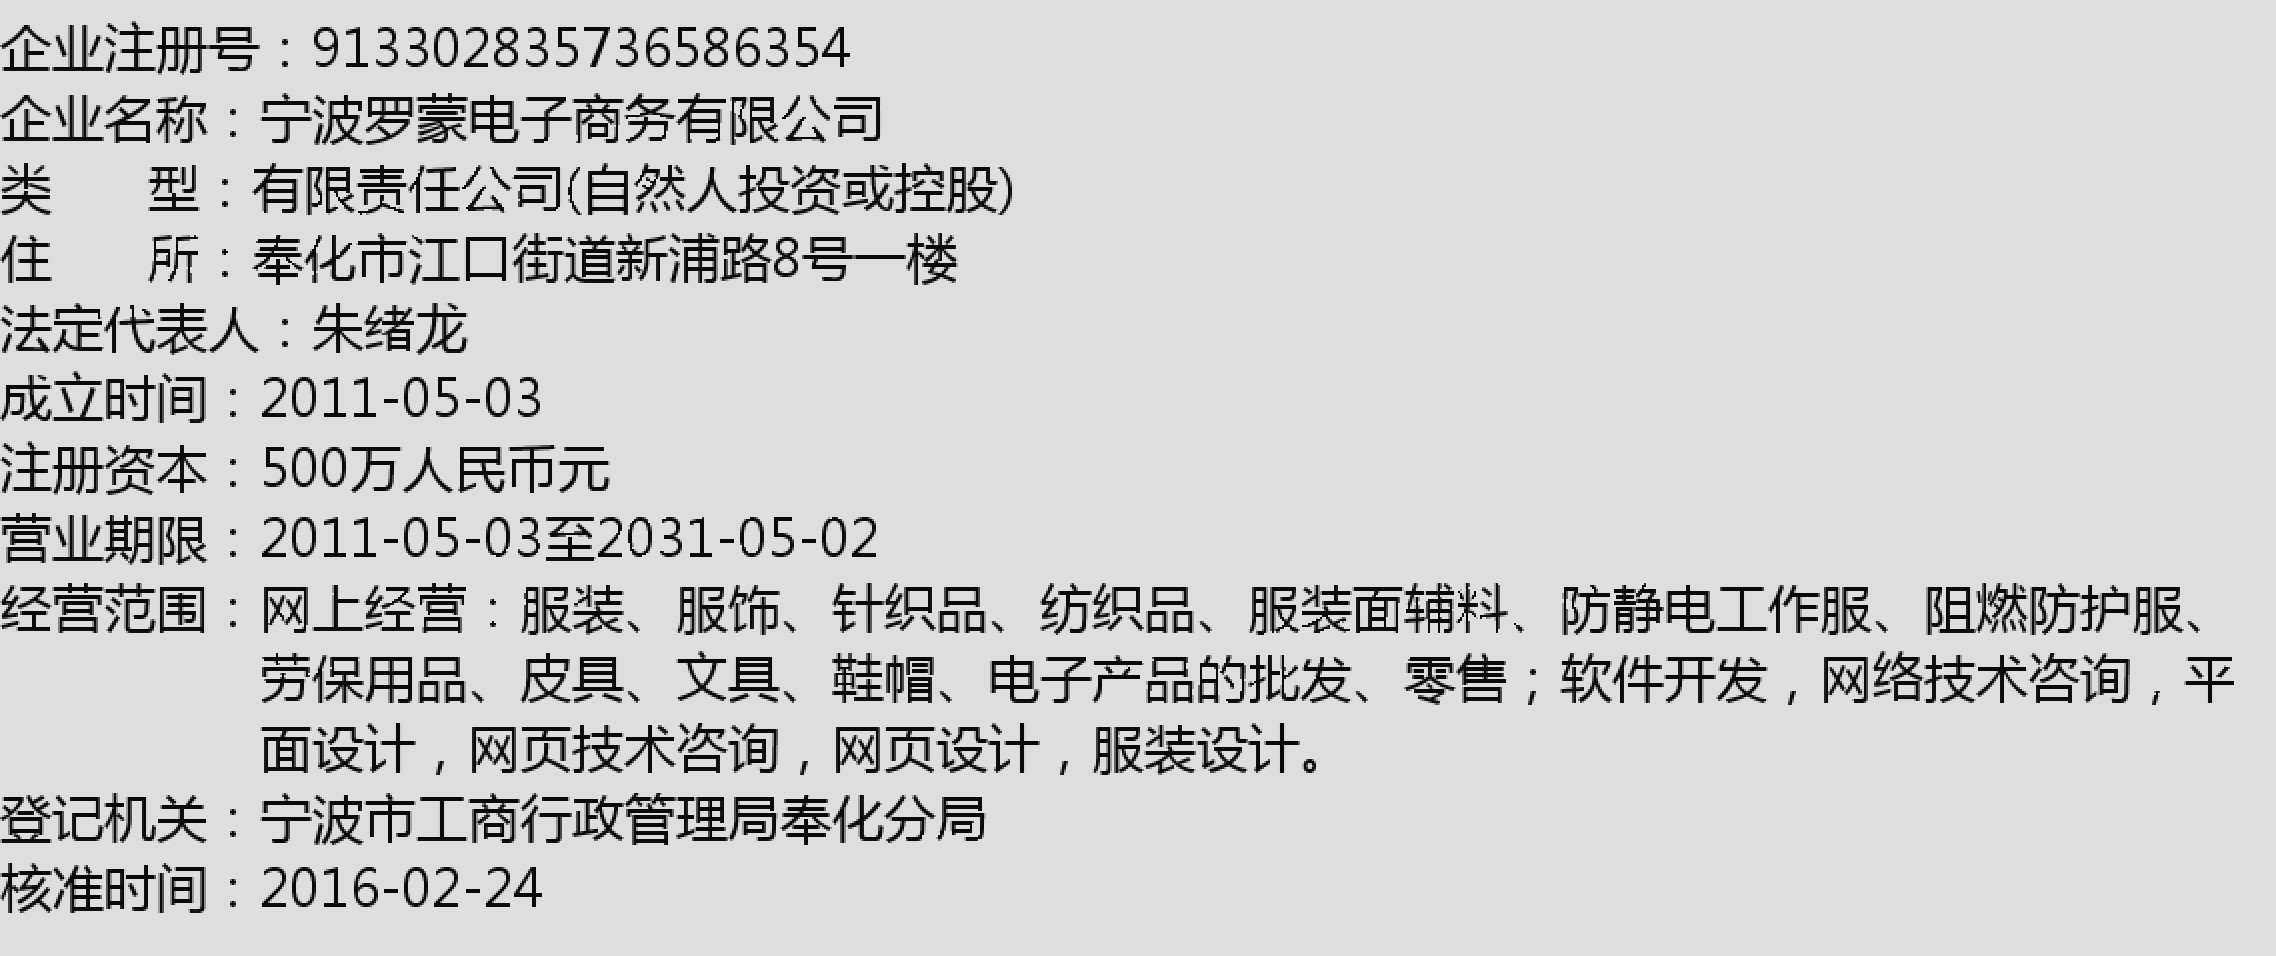 企业注册号：913302835736586354
企业名称：宁波罗蒙电子商务有限公司
类　　型：有限责任公司(自然人投资或控股)
住　　所：奉化市江口街道新浦路8号一楼
法定代表人：朱绪龙
成立时间：2011-05-03
注册资本：500万人民币元
营业期限：2011-05-03至2031-05-02
经营范围：网上经营：服装、服饰、针织品、纺织品、服装面辅料、防静电工作服、阻燃防护服、
劳保用品、皮具、文具、鞋帽、电子产品的批发、零售；软件开发，网络技术咨询，平
面设计，网页技术咨询，网页设计，服装设计。
登记机关：宁波市工商行政管理局奉化分局
核准时间：2016-02-24